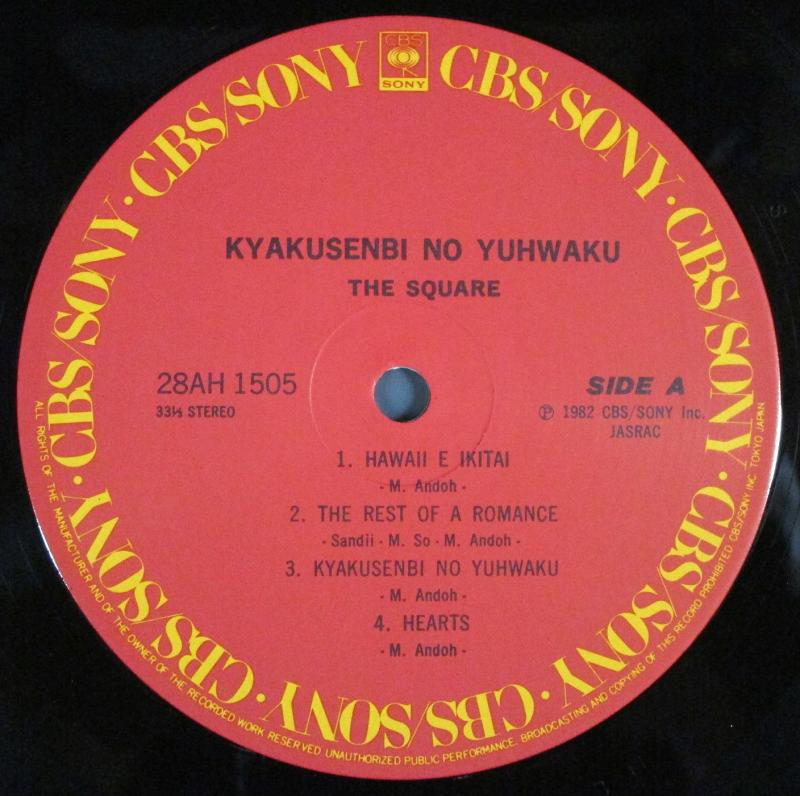 CBS
SONY
CBS/SONY · CBS/SONY · CBS/SONY · CBS/SONY · CBS/SONY · CBS/SONY · CBS/SONY · CBS/SONY
KYAKUSENBI NO YUHWAKU
THE SQUARE
28AH 1505
33⅓ STEREO
SIDE A
Ⓟ 1982 CBS/SONY Inc.
JASRAC
1. HAWAII E IKITAI
- M. Andoh -
2. THE REST OF A ROMANCE
- Sandii - M. So - M. Andoh -
3. KYAKUSENBI NO YUHWAKU
- M. Andoh -
4. HEARTS
- M. Andoh -
ALL RIGHTS OF THE MANUFACTURER AND OF THE OWNER OF THE RECORDED WORK RESERVED UNAUTHORIZED PUBLIC PERFORMANCE, BROADCASTING AND COPYING OF THIS RECORD PROHIBITED CBS/SONY INC. TOKYO JAPAN